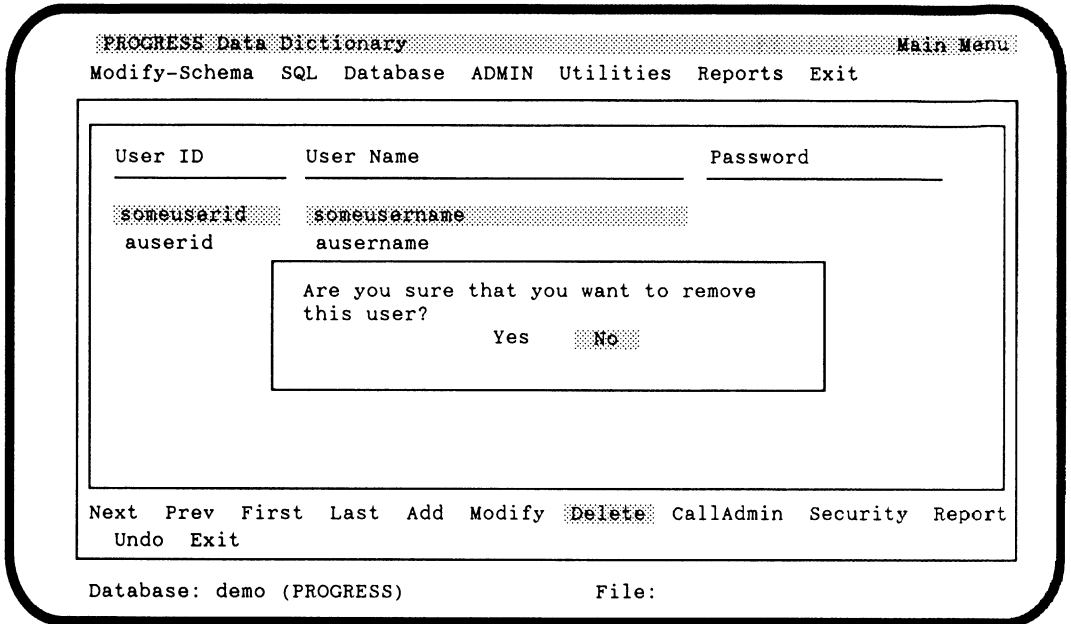 PROGRESS Data Dictionary Main Menu
Modify-Schema SQL Database ADMIN Utilities Reports Exit
User ID User Name Password
someuserid someusername
auserid ausername
Are you sure that you want to remove
this user?
Yes No
Next Prev First Last Add Modify Delete CallAdmin Security Report
Undo Exit
Database: demo (PROGRESS) File: